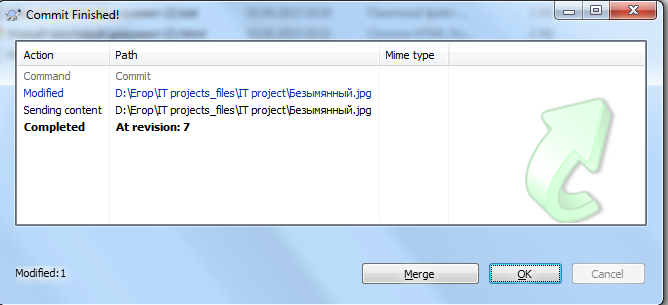 Commit Finished!
Action Path Mime type
Command Commit
Modified D:\Егор\IT projects_files\IT project\Безымянный.jpg
Sending content D:\Егор\IT projects_files\IT project\Безымянный.jpg
Completed At revision: 7
Modified:1
Merge OK Cancel